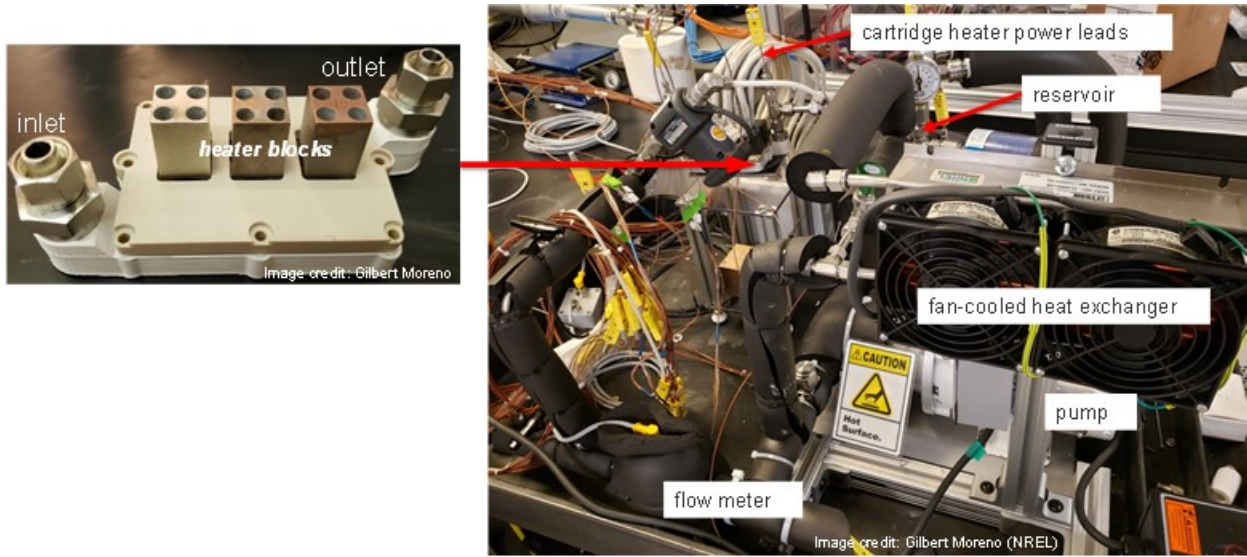 inlet
outlet
heater blocks
Image credit: Gilbert Moreno
cartridge heater power leads
reservoir
NREL
fan-cooled heat exchanger
CAUTION
Hot
Surface.
pump
flow meter
Image credit: Gilbert Moreno (NREL)